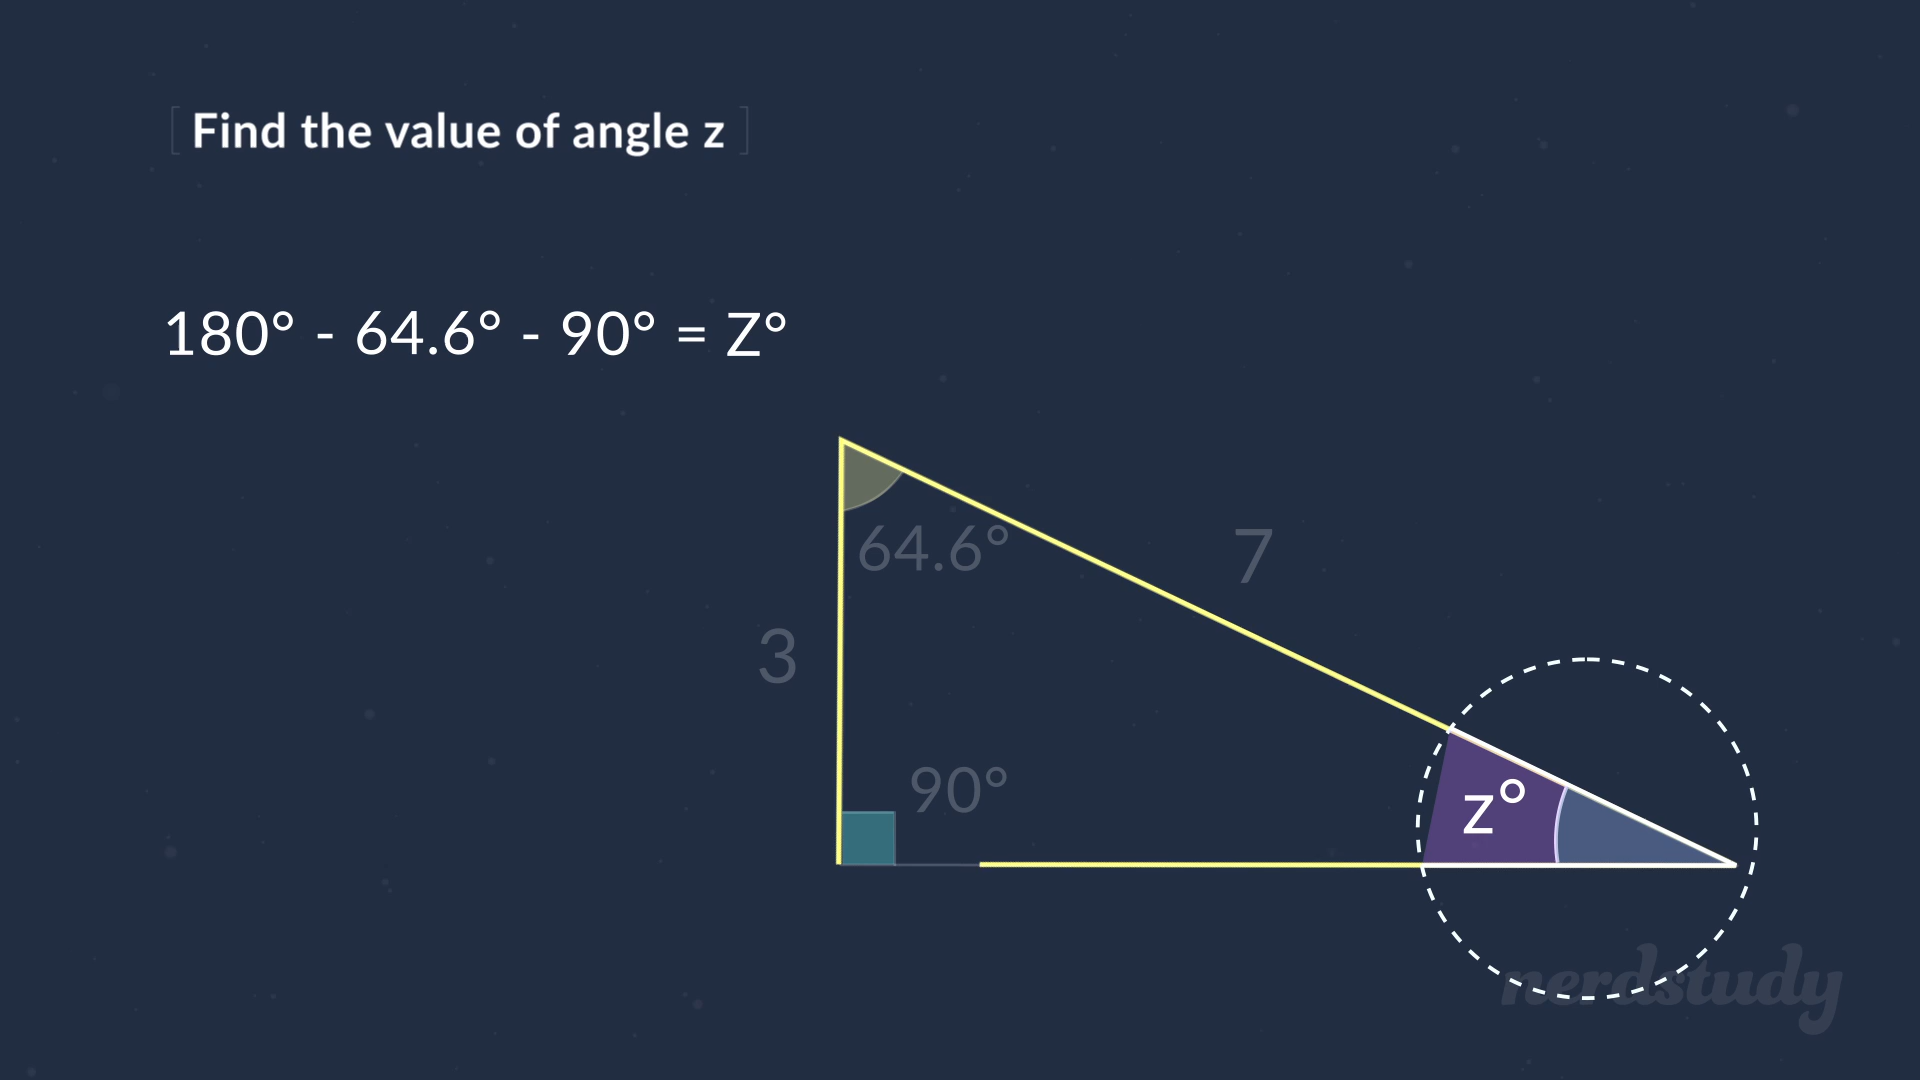 [ Find the value of angle z ]
180° - 64.6° - 90° = Z°
64.6°
7
3
90°
z°
nerdstudy